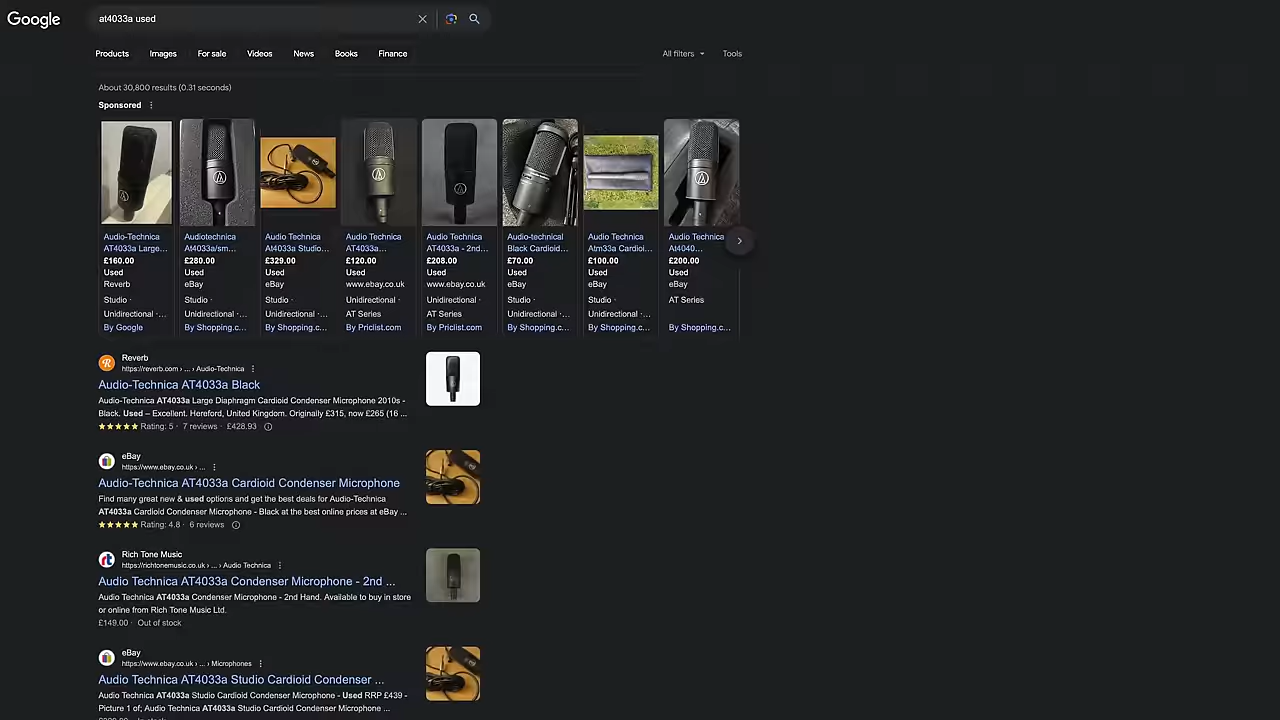 Google
at4033a used
Products Images For sale Videos News Books Finance All filters Tools
About 30,800 results (0.31 seconds)
Sponsored
Audio-Technica
AT4033a Large...
£160.00
Used
Reverb
Studio ·
Unidirectional ·...
By Google
Audiotechnica
At4033a/sm...
£280.00
Used
eBay
Studio ·
Unidirectional ·...
By Shopping.c...
Audio Technica
At4033a Studio...
£329.00
Used
eBay
Studio ·
Unidirectional ·...
By Shopping.c...
Audio Technica
AT4033a...
£120.00
Used
www.ebay.co.uk
Unidirectional ·
AT Series
By Priclist.com
Audio Technica
AT4033a - 2nd...
£208.00
Used
www.ebay.co.uk
Unidirectional ·
AT Series
By Priclist.com
Audio-technical
Black Cardioid...
£70.00
Used
eBay
Studio ·
Unidirectional ·...
By Shopping.c...
Audio Technica
Atm33a Cardioi...
£100.00
Used
eBay
Studio ·
Unidirectional ·...
By Shopping.c...
Audio Technica
At4040...
£200.00
Used
eBay
AT Series
By Shopping.c...
Reverb
https://reverb.com › ... › Audio-Technica
Audio-Technica AT4033a Black
Audio-Technica AT4033a Large Diaphragm Cardioid Condenser Microphone 2010s -
Black. Used – Excellent. Hereford, United Kingdom. Originally £315, now £265 (16 ...
Rating: 5 · 7 reviews · £428.93
eBay
https://www.ebay.co.uk › ...
Audio-Technica AT4033a Cardioid Condenser Microphone
Find many great new & used options and get the best deals for Audio-Technica
AT4033a Cardioid Condenser Microphone - Black at the best online prices at eBay ...
Rating: 4.8 · 6 reviews
Rich Tone Music
https://richtonemusic.co.uk › ... › Audio Technica
Audio Technica AT4033a Condenser Microphone - 2nd ...
Audio Technica AT4033a Condenser Microphone - 2nd Hand. Available to buy in store
or online from Rich Tone Music Ltd.
£149.00 · Out of stock
eBay
https://www.ebay.co.uk › ... › Microphones
Audio Technica AT4033a Studio Cardioid Condenser ...
Audio Technica AT4033a Studio Cardioid Condenser Microphone - Used RRP £439 -
Picture 1 of; Audio Technica AT4033a Studio Cardioid Condenser Microphone ...